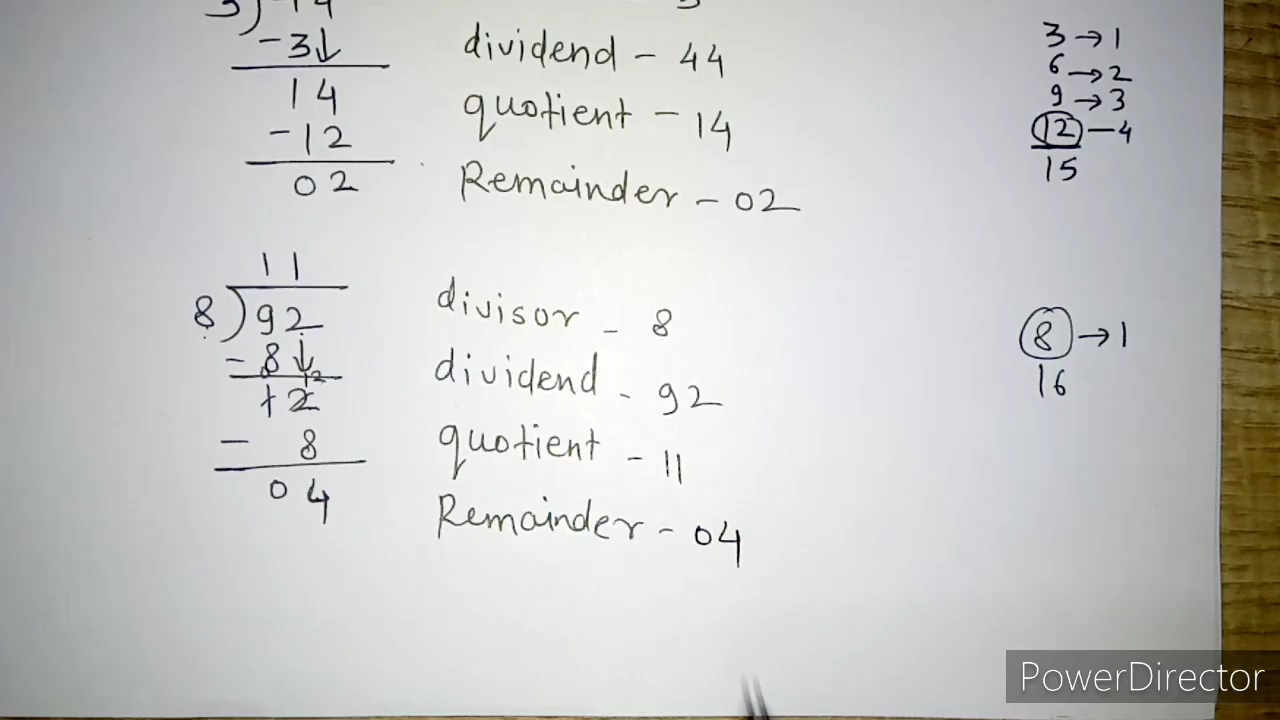 3)44
-3↓
14
-12
02
dividend - 44
quotient - 14
Remainder - 02
3 → 1
6 → 2
9 → 3
12 - 4
15
11
8)92
- 8↓
12
- 8
04
divisor - 8
dividend - 92
quotient - 11
Remainder - 04
8 → 1
16
PowerDirector